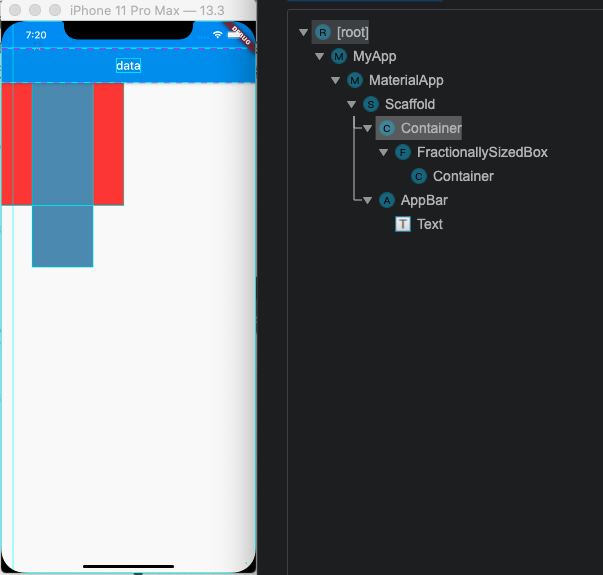 iPhone 11 Pro Max — 13.3
7:20
DEBUG
data
R [root]
M MyApp
M MaterialApp
S Scaffold
C Container
F FractionallySizedBox
C Container
A AppBar
T Text